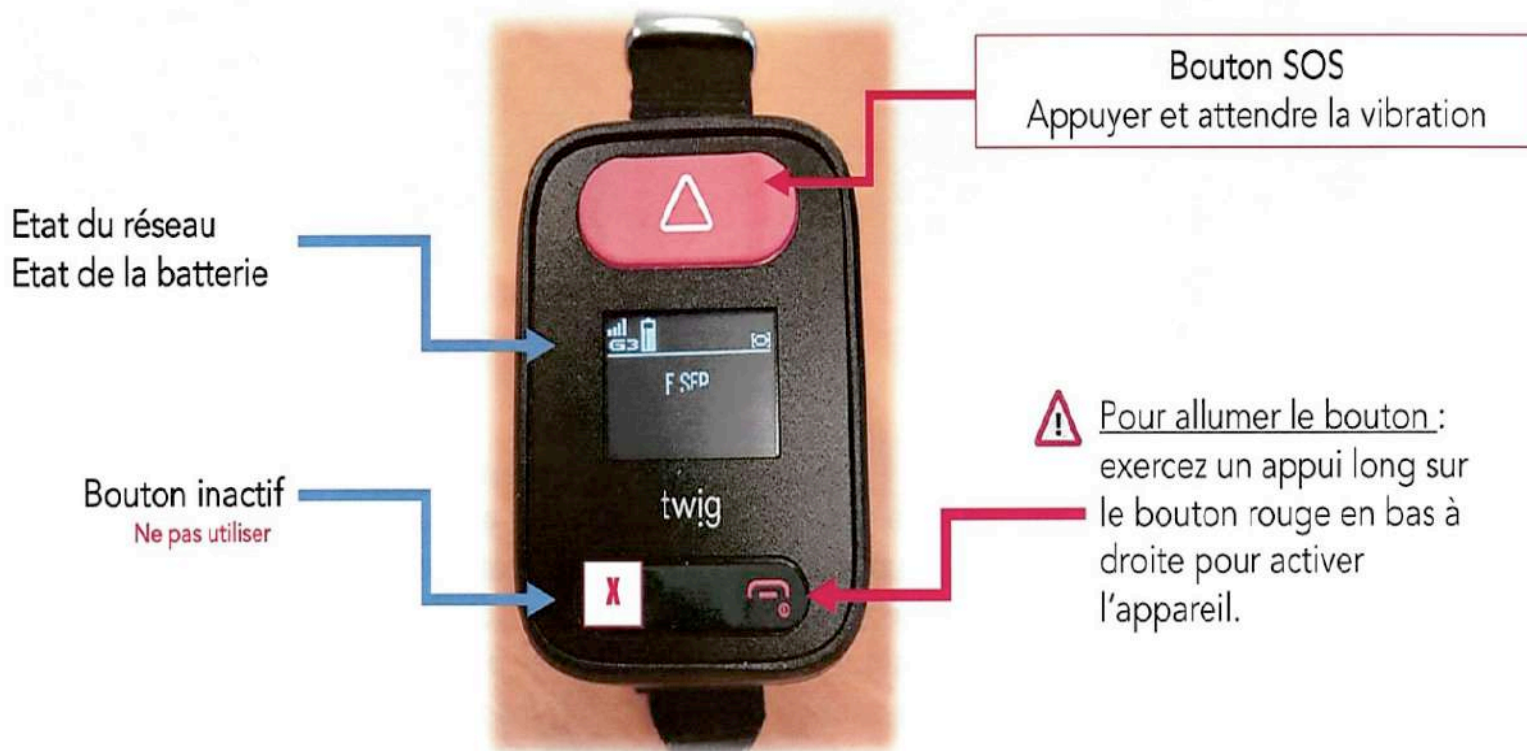 Bouton SOS
Appuyer et attendre la vibration
Etat du réseau
Etat de la batterie
G3
F SFR
Pour allumer le bouton :
exercez un appui long sur
le bouton rouge en bas à
droite pour activer
l'appareil.
Bouton inactif
Ne pas utiliser
twig
X